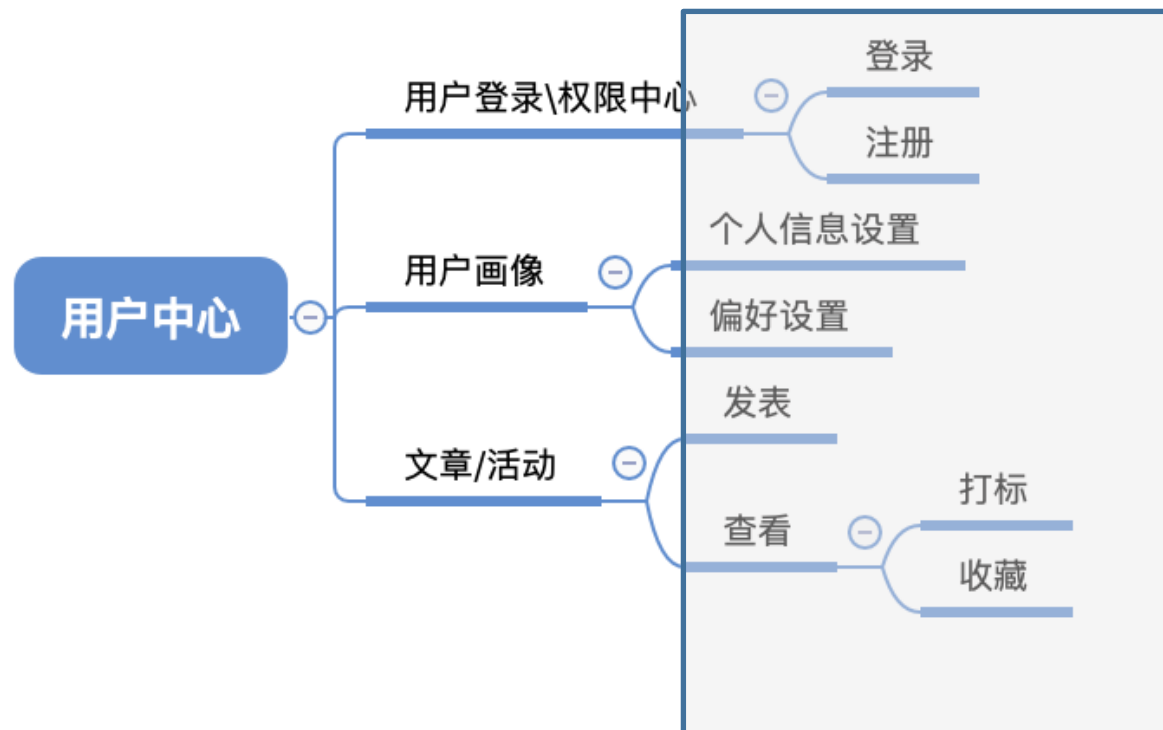 用户中心
用户登录\权限中心
登录
注册
用户画像
个人信息设置
偏好设置
文章/活动
发表
查看
打标
收藏